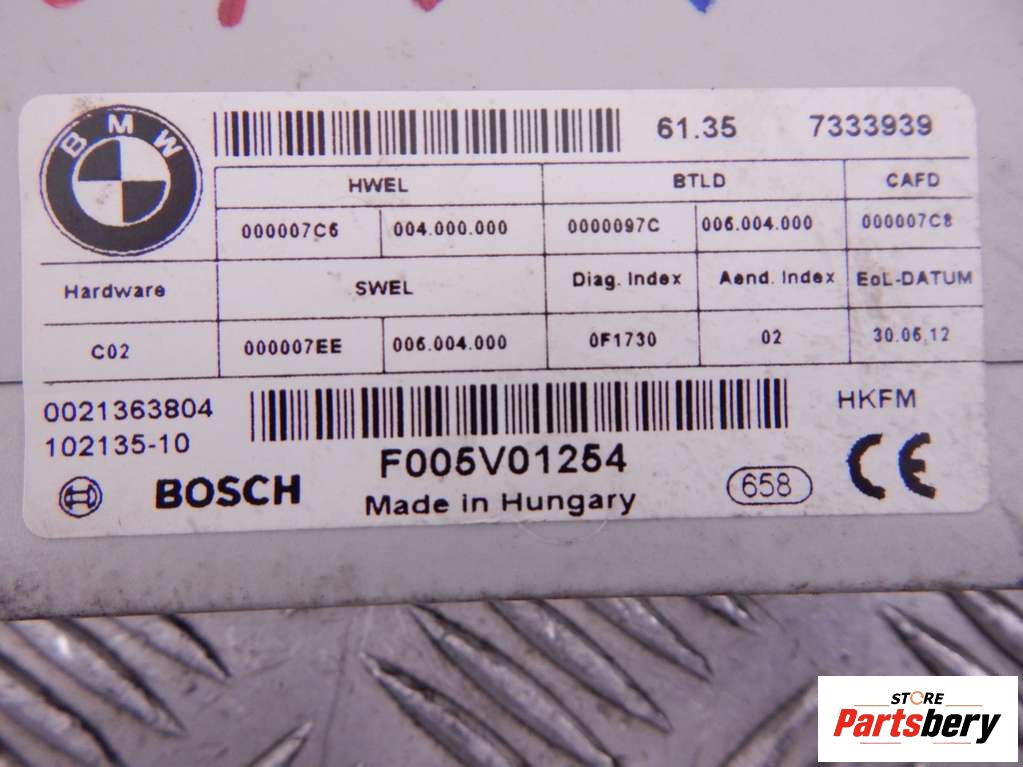 BMW
61.35 7333939
HWEL BTLD CAFD
000007C6 004.000.000 0000097C 006.004.000 000007C8
Hardware SWEL Diag. Index Aend. Index EoL-DATUM
C02 000007EE 006.004.000 0F1730 02 30.06.12
0021363804 HKFM
102135-10
F005V01254
BOSCH Made in Hungary 658 CE
STORE
Partsbery